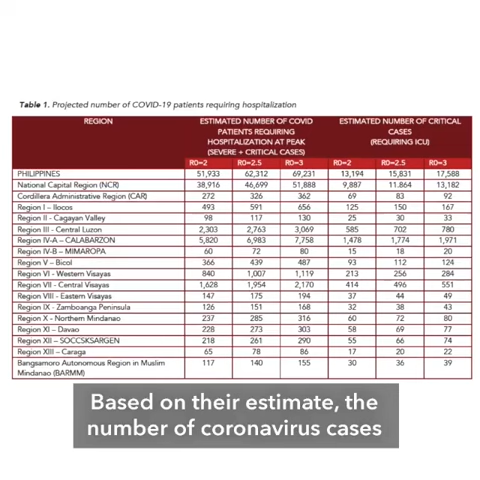 Table 1. Projected number of COVID-19 patients requiring hospitalization
REGION ESTIMATED NUMBER OF COVID PATIENTS REQUIRING HOSPITALIZATION AT PEAK (SEVERE + CRITICAL CASES) ESTIMATED NUMBER OF CRITICAL CASES (REQUIRING ICU)
RD=2 RD=2.5 RD=3 RD=2 RD=2.5 RD=3
PHILIPPINES 51,933 62,312 69,231 13,194 15,831 17,588
National Capital Region (NCR) 38,916 46,699 51,888 9,887 11.864 13,182
Cordillera Administrative Region (CAR) 272 326 362 69 83 92
Region I – Ilocos 493 591 656 125 150 167
Region II - Cagayan Valley 98 117 130 25 30 33
Region III - Central Luzon 2,303 2,763 3,069 585 702 780
Region IV-A – CALABARZON 5,820 6,983 7,758 1,478 1,774 1,971
Region IV-B – MIMAROPA 60 72 80 15 18 20
Region V – Bicol 366 439 487 93 112 124
Region VI - Western Visayas 840 1,007 1,119 213 256 284
Region VII - Central Visayas 1,628 1,954 2,170 414 496 551
Region VIII - Eastern Visayas 147 175 194 37 44 49
Region IX - Zamboanga Peninsula 126 151 168 32 38 43
Region X - Northern Mindanao 237 285 316 60 72 80
Region XI – Davao 228 273 303 58 69 77
Region XII – SOCCSKSARGEN 218 261 290 55 66 74
Region XIII – Caraga 65 78 86 17 20 22
Bangsamoro Autonomous Region in Muslim 117 140 155 30 36 39
Mindanao (BARMM)
Based on their estimate, the
number of coronavirus cases